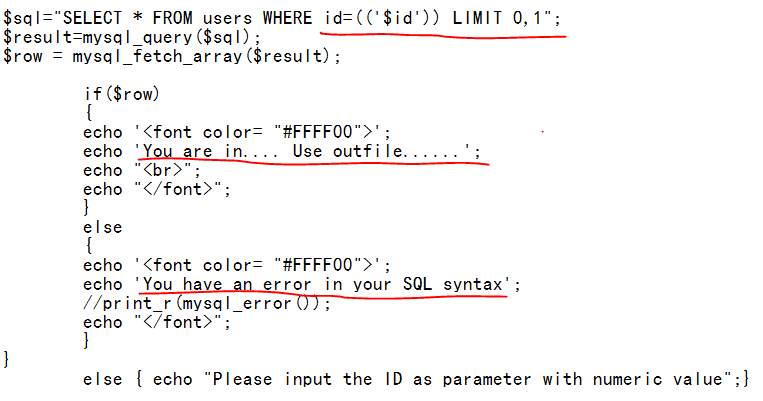 $sql="SELECT * FROM users WHERE id=(('$id')) LIMIT 0,1";
$result=mysql_query($sql);
$row = mysql_fetch_array($result);
if($row)
{
echo '<font color= "#FFFF00">';
echo 'You are in.... Use outfile......';
echo "<br>";
echo "</font>";
}
else
{
echo '<font color= "#FFFF00">';
echo 'You have an error in your SQL syntax';
//print_r(mysql_error());
echo "</font>";
}
}
else { echo "Please input the ID as parameter with numeric value";}